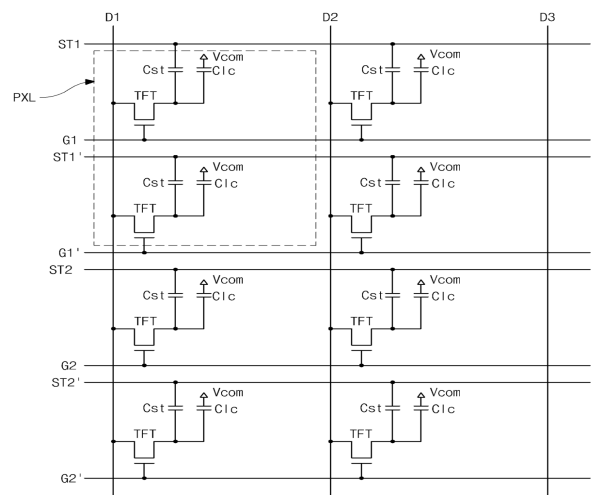 D1 D2 D3
ST1
Vcom Vcom
Cst Clc Cst Clc
PXL TFT TFT
G1
ST1'
Vcom Vcom
Cst Clc Cst Clc
TFT TFT
G1'
ST2
Vcom Vcom
Cst Clc Cst Clc
TFT TFT
G2
ST2'
Vcom Vcom
Cst Clc Cst Clc
TFT TFT
G2'